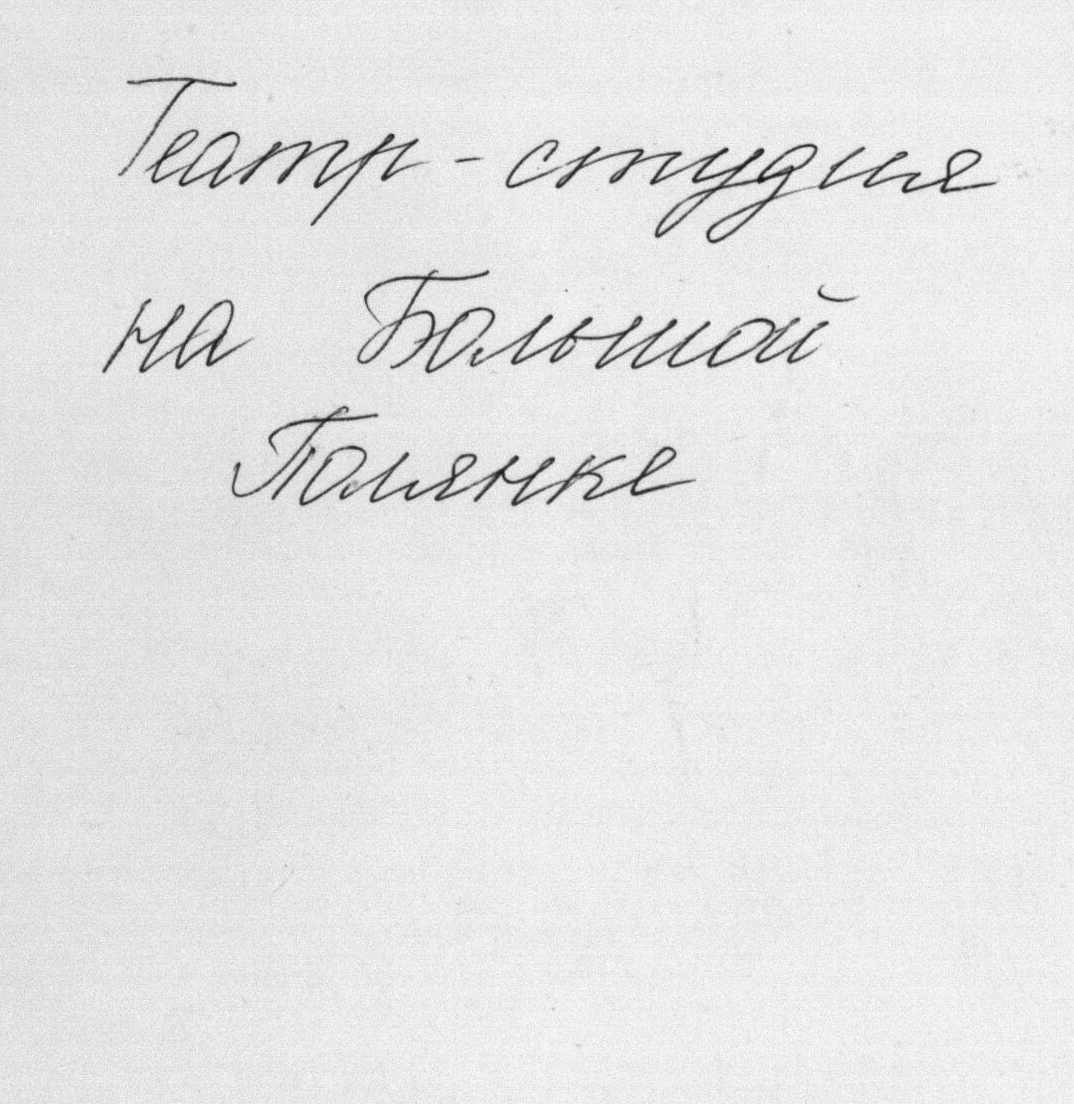 Театр - студия
на Большой
Полянке